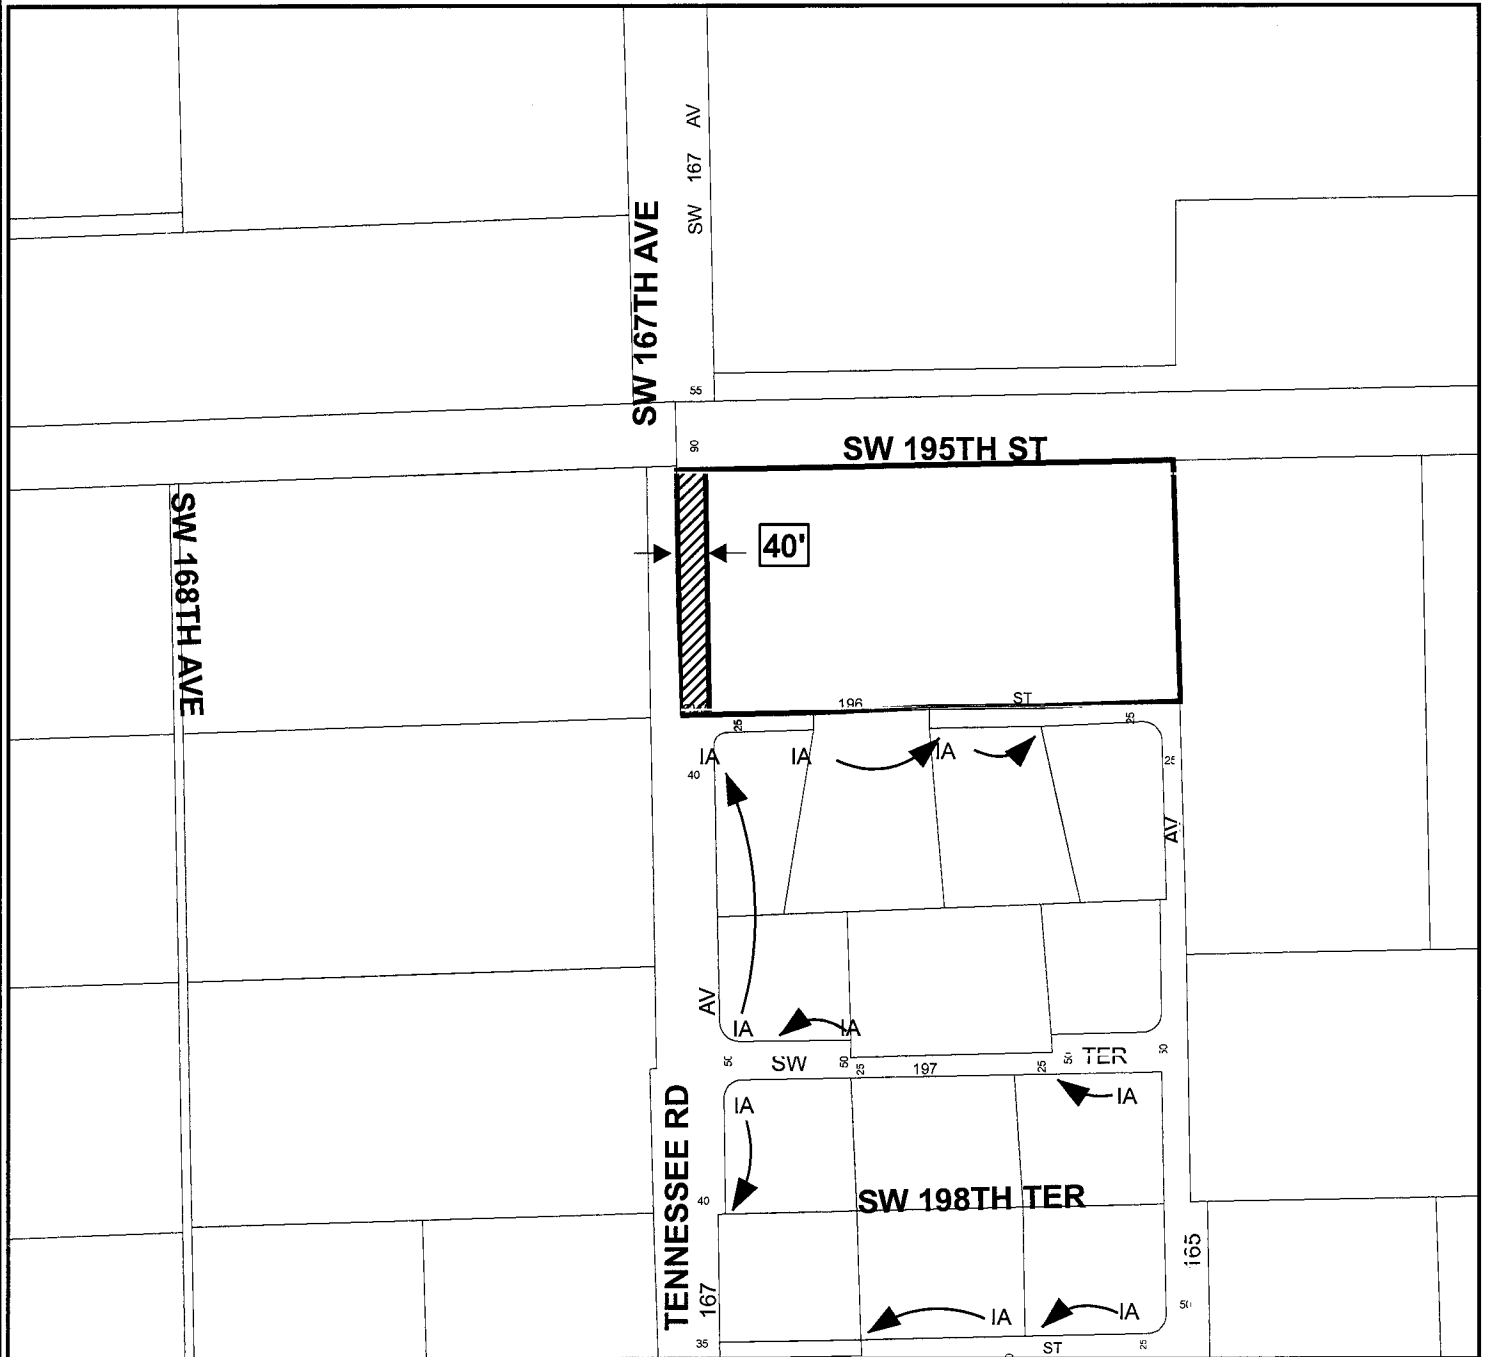 SW 167 AV
SW 167TH AVE
55
90
SW 195TH ST
SW 168TH AVE
40'
196 ST
25
25
IA
IA
IA
40
25
AV
AV
IA
IA
50
SW
50
25
197
25
50
TER
50
IA
IA
TENNESSEE RD
40
SW 198TH TER
165
167
IA
IA
50
35
ST
25